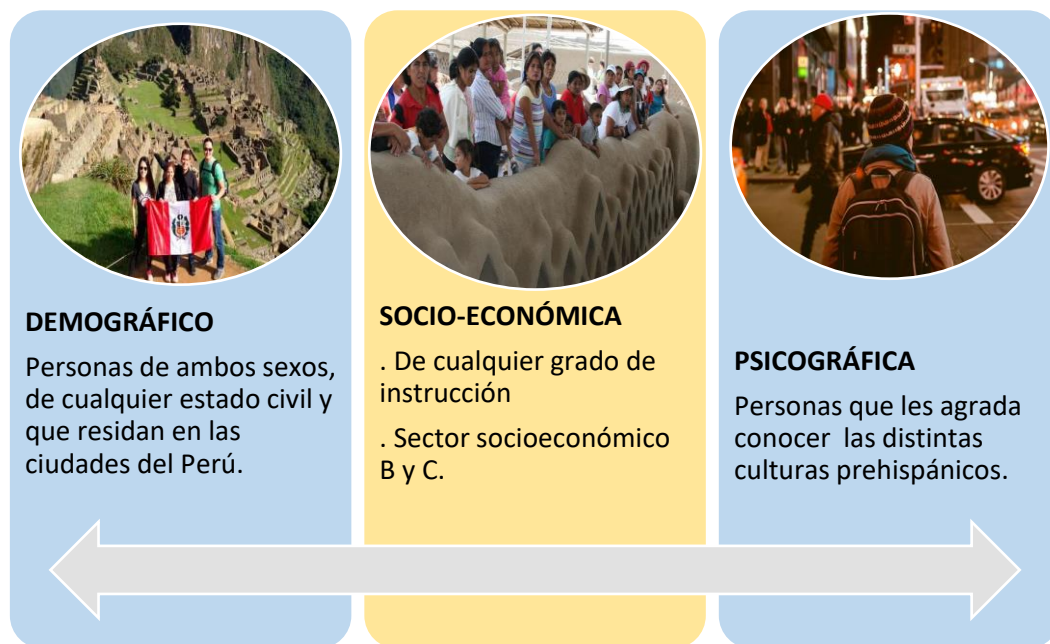 DEMOGRÁFICO
Personas de ambos sexos,
de cualquier estado civil y
que residan en las
ciudades del Perú.
SOCIO-ECONÓMICA
. De cualquier grado de
instrucción
. Sector socioeconómico
B y C.
PSICOGRÁFICA
Personas que les agrada
conocer  las distintas
culturas prehispánicos.